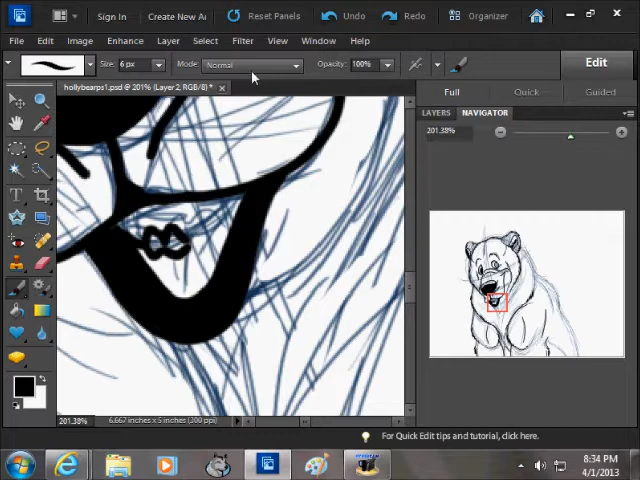 Sign In Create New Ar Reset Panels Undo Redo Organizer
File Edit Image Enhance Layer Select Filter View Window Help
Size: 6 px Mode: Normal Opacity: 100% Edit
hollybearps1.psd @ 201% (Layer 2, RGB/8) * Full Quick Guided
LAYERS NAVIGATOR
201.38%
201.38% 6.667 inches x 5 inches (300 ppi)
For Quick Edit tips and tutorial, click here.
8:34 PM
4/1/2013